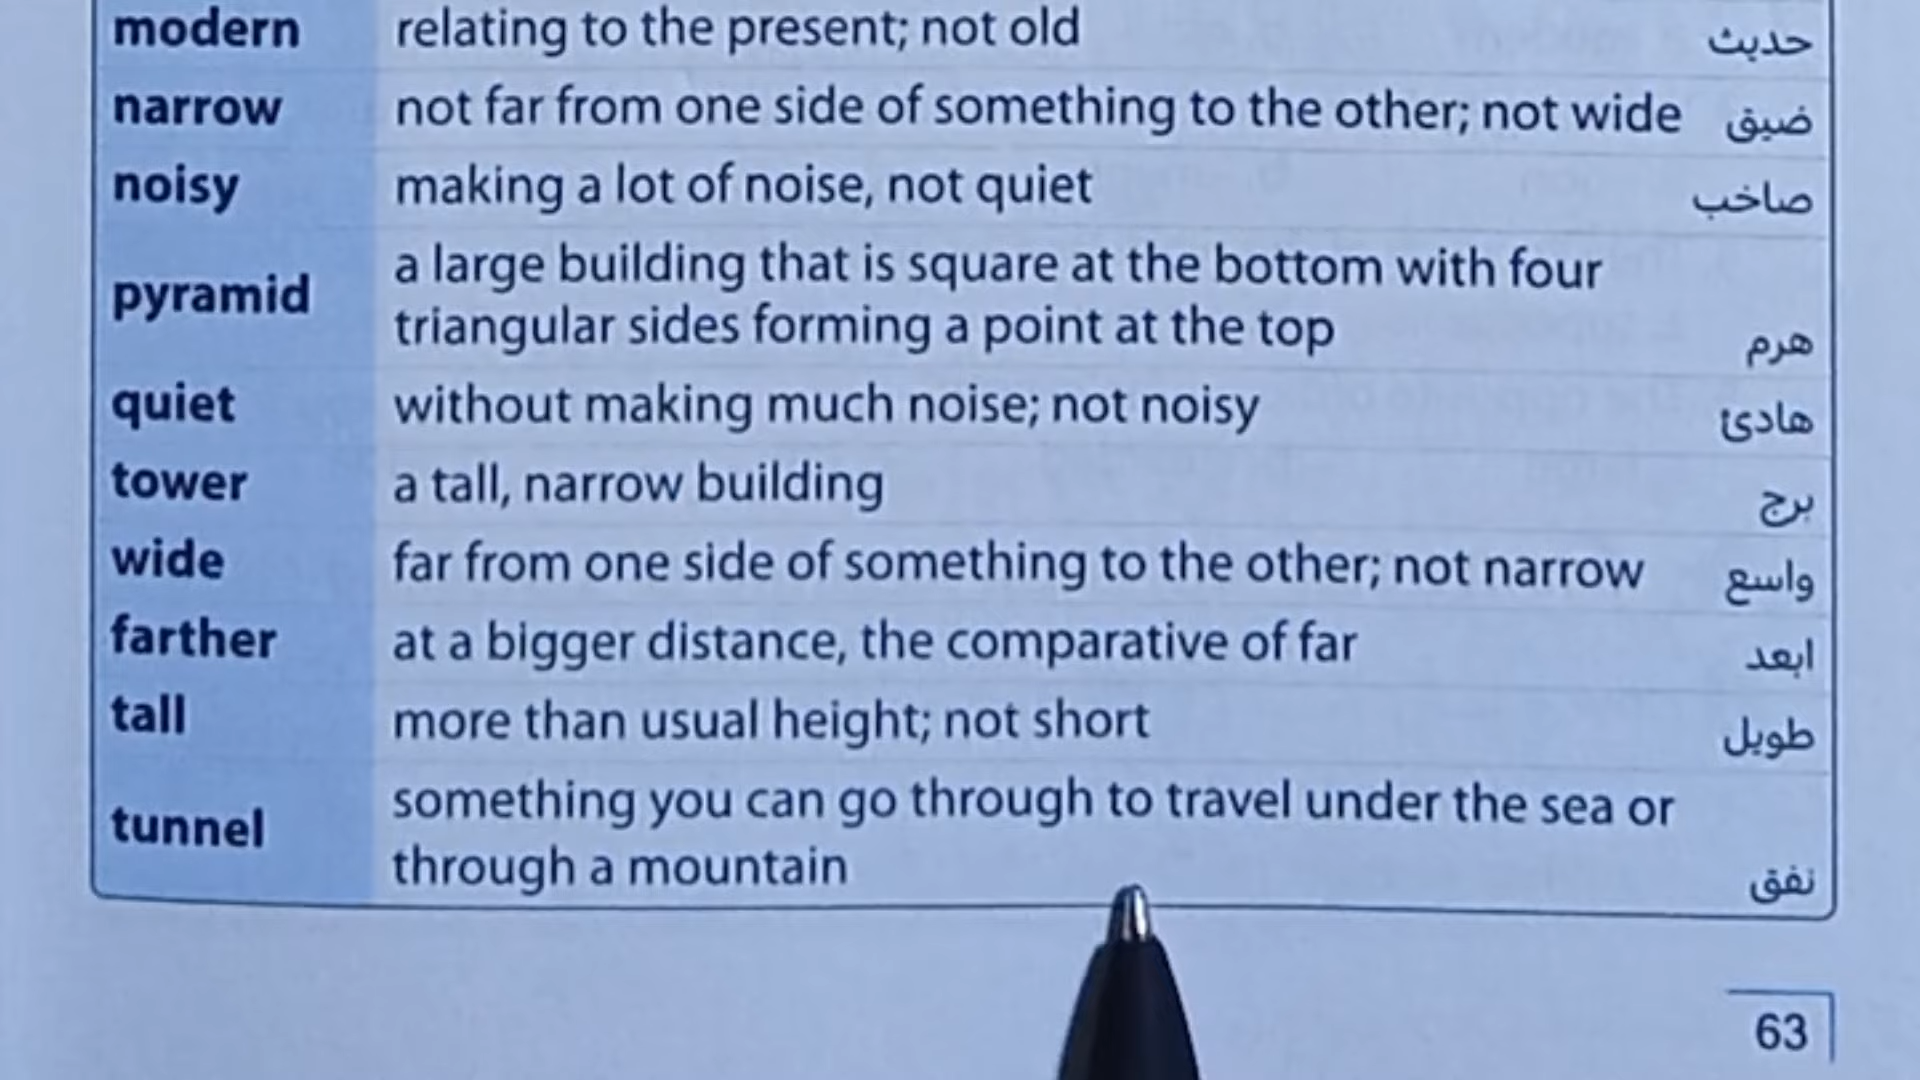 modern relating to the present; not old حديث
narrow not far from one side of something to the other; not wide ضيق
noisy making a lot of noise, not quiet صاخب
pyramid a large building that is square at the bottom with four
triangular sides forming a point at the top هرم
quiet without making much noise; not noisy هادئ
tower a tall, narrow building برج
wide far from one side of something to the other; not narrow واسع
farther at a bigger distance, the comparative of far ابعد
tall more than usual height; not short طويل
tunnel something you can go through to travel under the sea or
through a mountain نفق
63